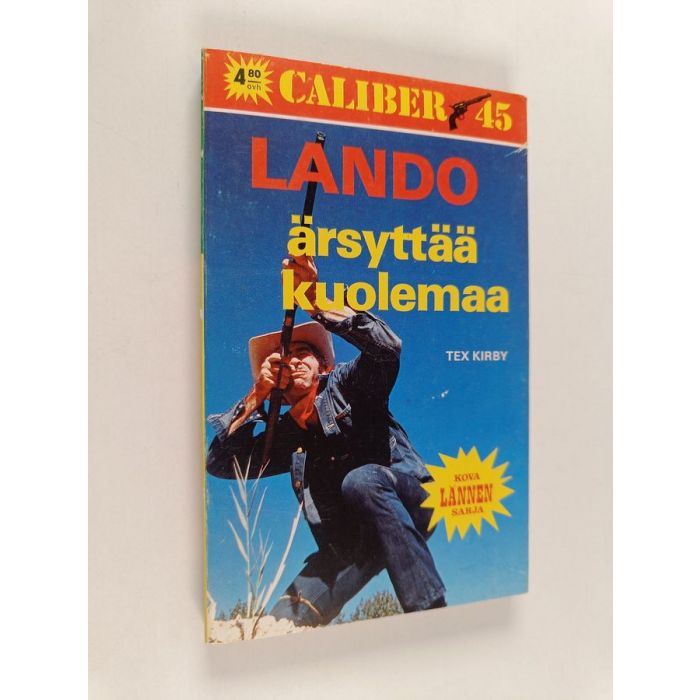 4 80
ovh
CALIBER 45
LANDO
ärsyttää
kuolemaa
TEX KIRBY
KOVA
LÄNNEN
SARJA